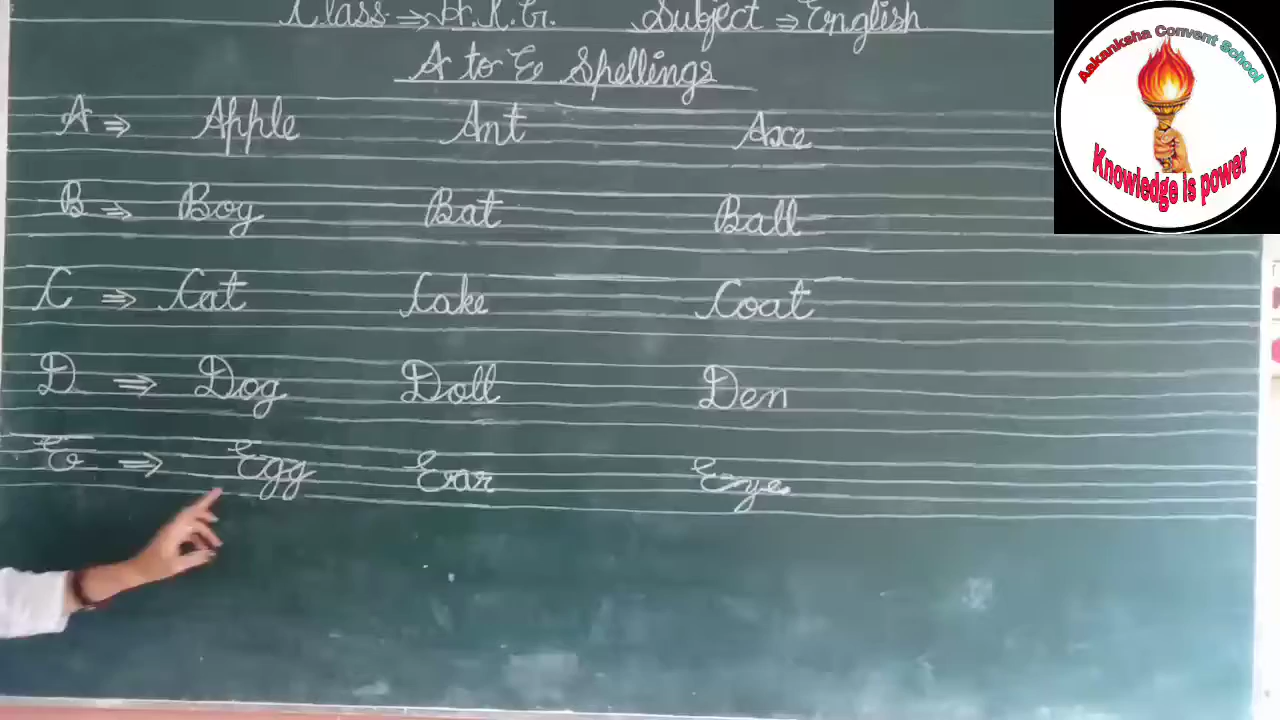 Class ⇒ Sr.K.G. Subject ⇒ English
A to E Spellings
A ⇒ Apple Ant Axe
B ⇒ Boy Bat Ball
C ⇒ Cat Cake Coat
D ⇒ Dog Doll Den
E ⇒ Egg Ear Eye
Aakanksha Convent School
Knowledge is power